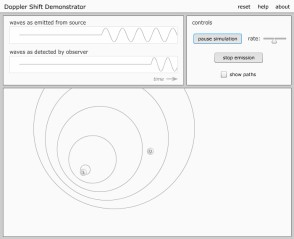 Doppler Shift Demonstrator
reset help about
waves as emitted from source
waves as detected by observer
time
controls
pause simulation
rate:
stop emission
show paths